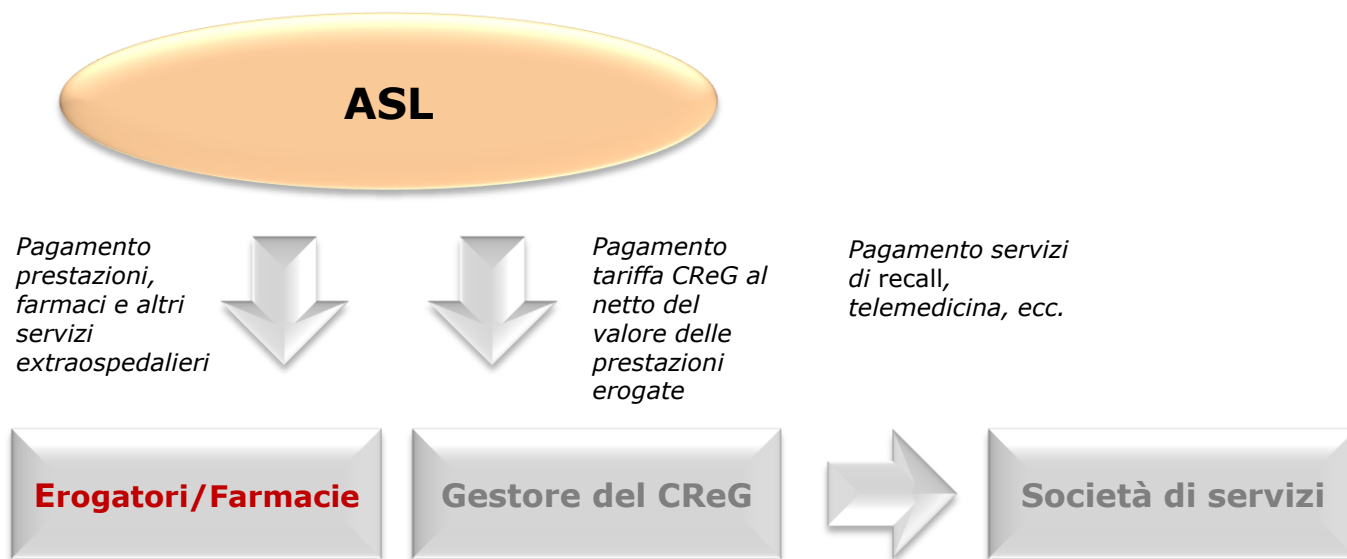 ASL
Pagamento
prestazioni,
farmaci e altri
servizi
extraospedalieri
Pagamento
tariffa CReG al
netto del
valore delle
prestazioni
erogate
Pagamento servizi
di recall,
telemedicina, ecc.
Erogatori/Farmacie
Gestore del CReG
Società di servizi